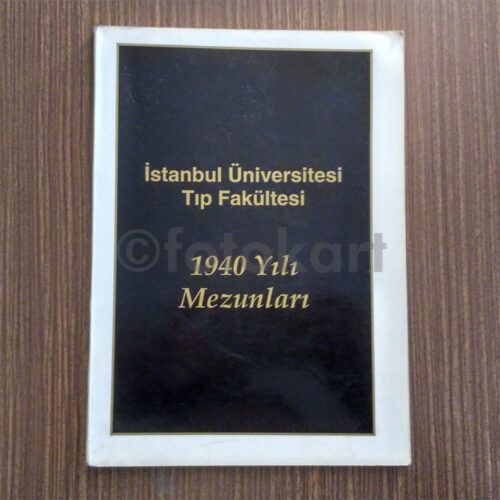 İstanbul Üniversitesi
Tıp Fakültesi
©fotokart
1940 Yılı
Mezunları